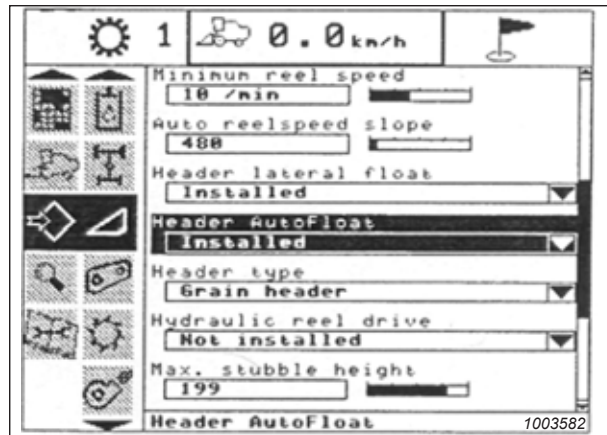 1 0.0km/h
Minimum reel speed
10 /min
Auto reelspeed slope
480
Header lateral float
Installed
Header AutoFloat
Installed
Header type
Grain header
Hydraulic reel drive
Not installed
Max. stubble height
199
Header AutoFloat
1003582